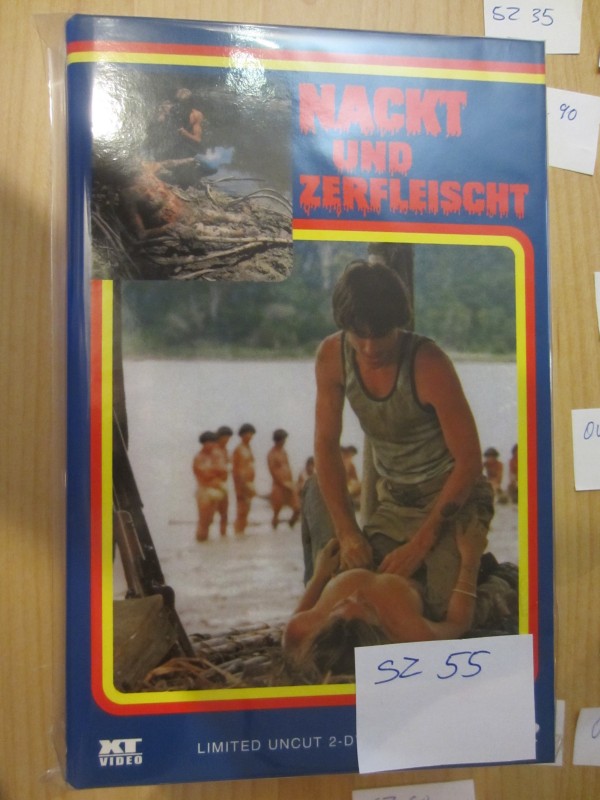 SZ 35
90
NACKT
UND
ZERFLEISCHT
SZ 55
XT
VIDEO
LIMITED UNCUT 2-D